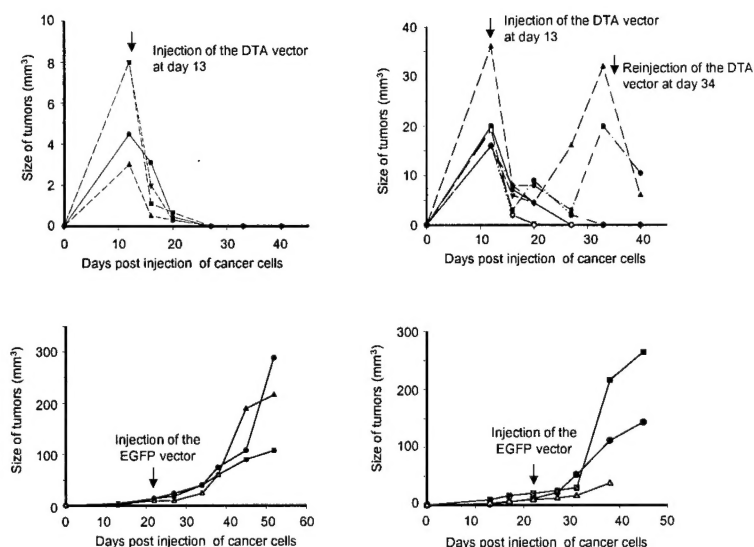 Size of tumors (mm³)
10
8
6
4
2
0
Injection of the DTA vector
at day 13
0 10 20 30 40
Days post injection of cancer cells
Size of tumors (mm³)
40
30
20
10
0
Injection of the DTA vector
at day 13
Reinjection of the DTA
vector at day 34
0 10 20 30 40
Days post injection of cancer cells
Size of tumors (mm³)
300
200
100
0
Injection of the
EGFP vector
0 10 20 30 40 50 60
Days post injection of cancer cells
Size of tumors (mm³)
300
200
100
0
Injection of the
EGFP vector
0 10 20 30 40 50
Days post injection of cancer cells